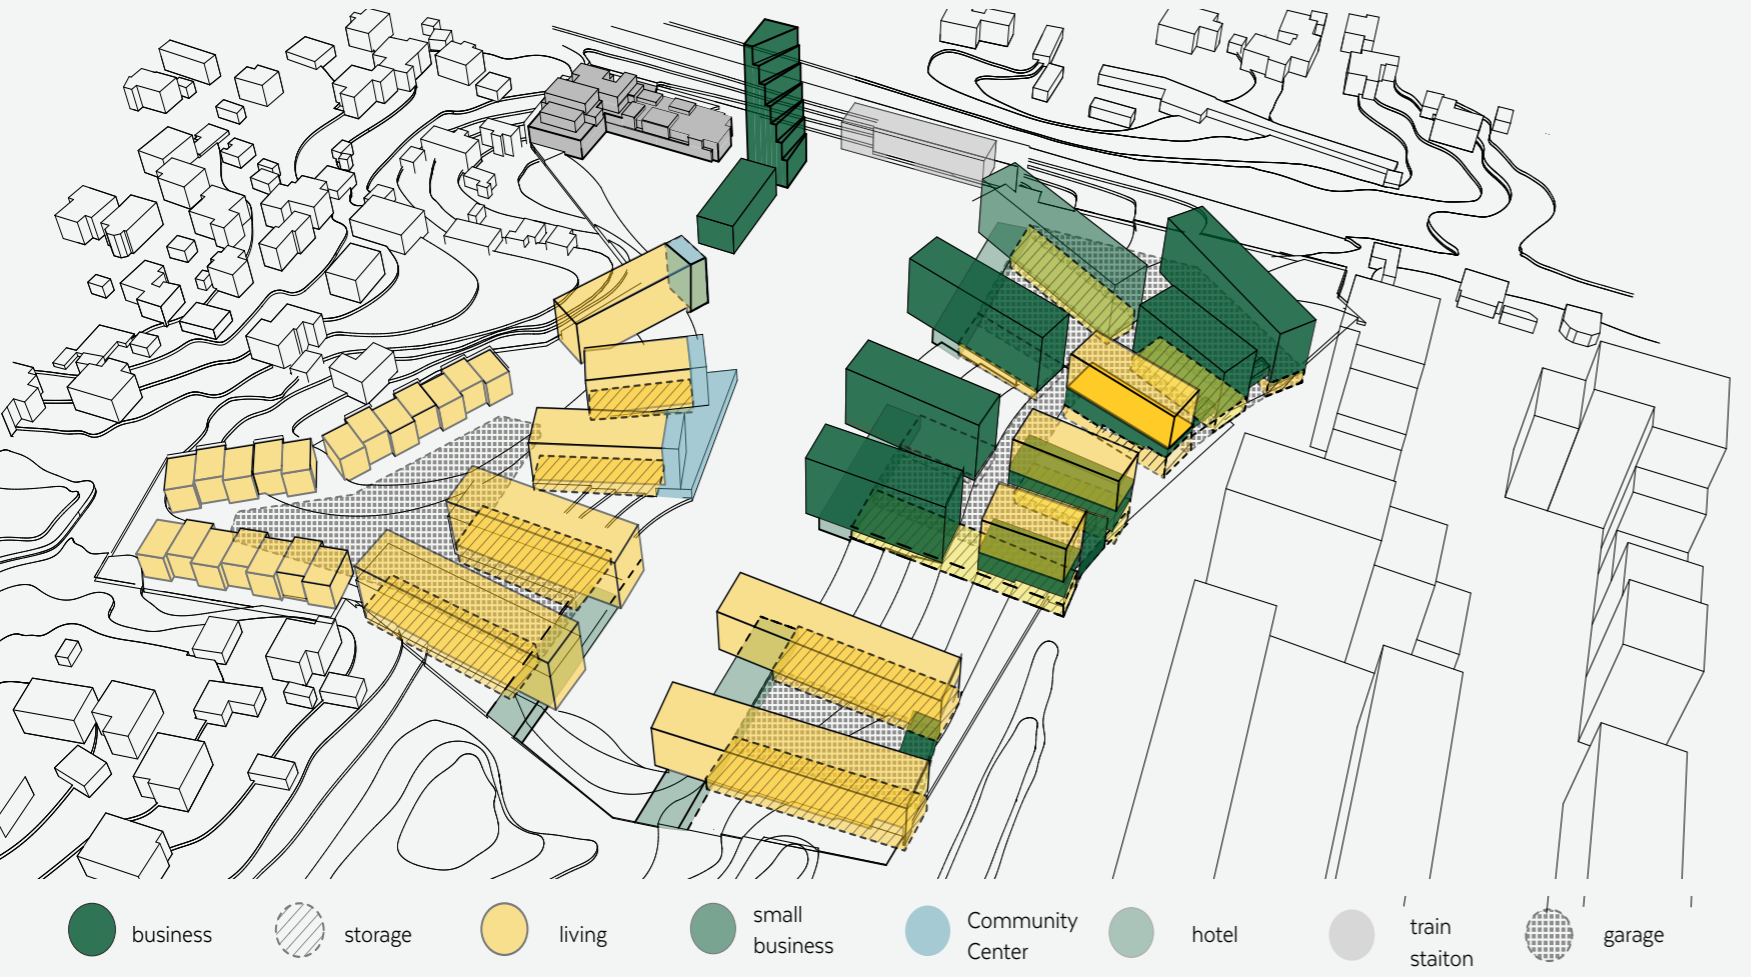 business
storage
living
small
business
Community
Center
hotel
train
staiton
garage